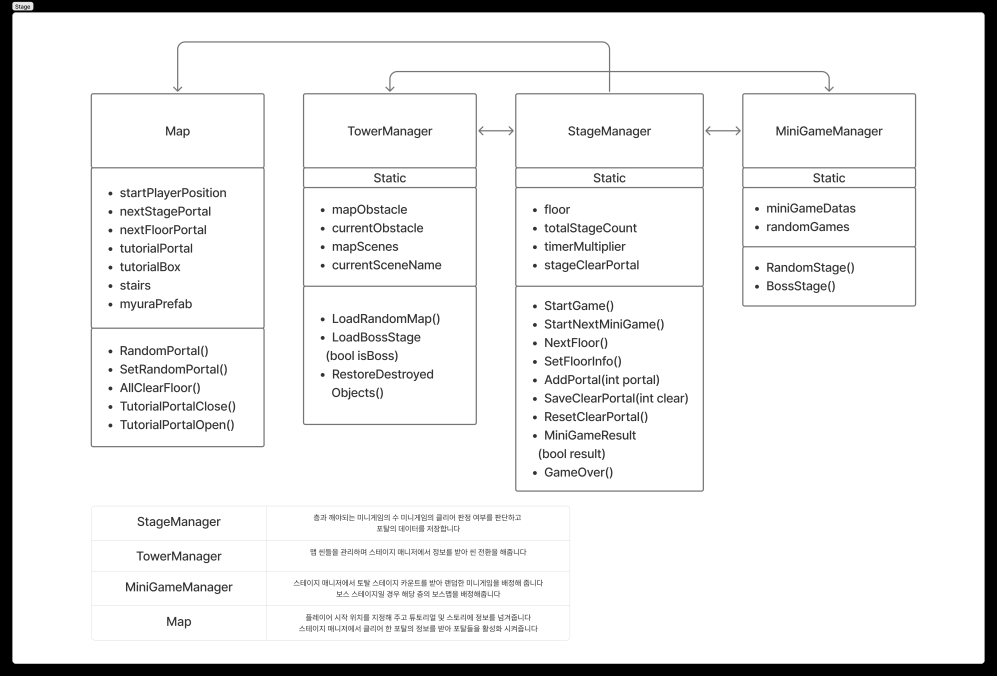 Stage
Map
TowerManager
StageManager
MiniGameManager
Static
Static
Static
• startPlayerPosition
• nextStagePortal
• nextFloorPortal
• tutorialPortal
• tutorialBox
• stairs
• myuraPrefab
• RandomPortal()
• SetRandomPortal()
• AllClearFloor()
• TutorialPortalClose()
• TutorialPortalOpen()
• mapObstacle
• currentObstacle
• mapScenes
• currentSceneName
• LoadRandomMap()
• LoadBossStage
(bool isBoss)
• RestoreDestroyed
Objects()
• floor
• totalStageCount
• timerMultiplier
• stageClearPortal
• StartGame()
• StartNextMiniGame()
• NextFloor()
• SetFloorInfo()
• AddPortal(int portal)
• SaveClearPortal(int clear)
• ResetClearPortal()
• MiniGameResult
(bool result)
• GameOver()
• miniGameDatas
• randomGames
• RandomStage()
• BossStage()
StageManager
층과 깨야되는 미니게임의 수 미니게임의 클리어 판정 여부를 판단하고
포탈의 데이터를 저장합니다
TowerManager
맵 씬들을 관리하며 스테이지 매니저에서 정보를 받아 씬 전환을 해줍니다
MiniGameManager
스테이지 매니저에서 토탈 스테이지 카운트를 받아 랜덤한 미니게임을 배정해 줍니다
보스 스테이지일 경우 해당 층의 보스맵을 배정해줍니다
Map
플레이어 시작 위치를 지정해 주고 튜토리얼 및 스토리에 정보를 넘겨줍니다
스테이지 매니저에서 클리어 한 포탈의 정보를 받아 포탈들을 활성화 시켜줍니다